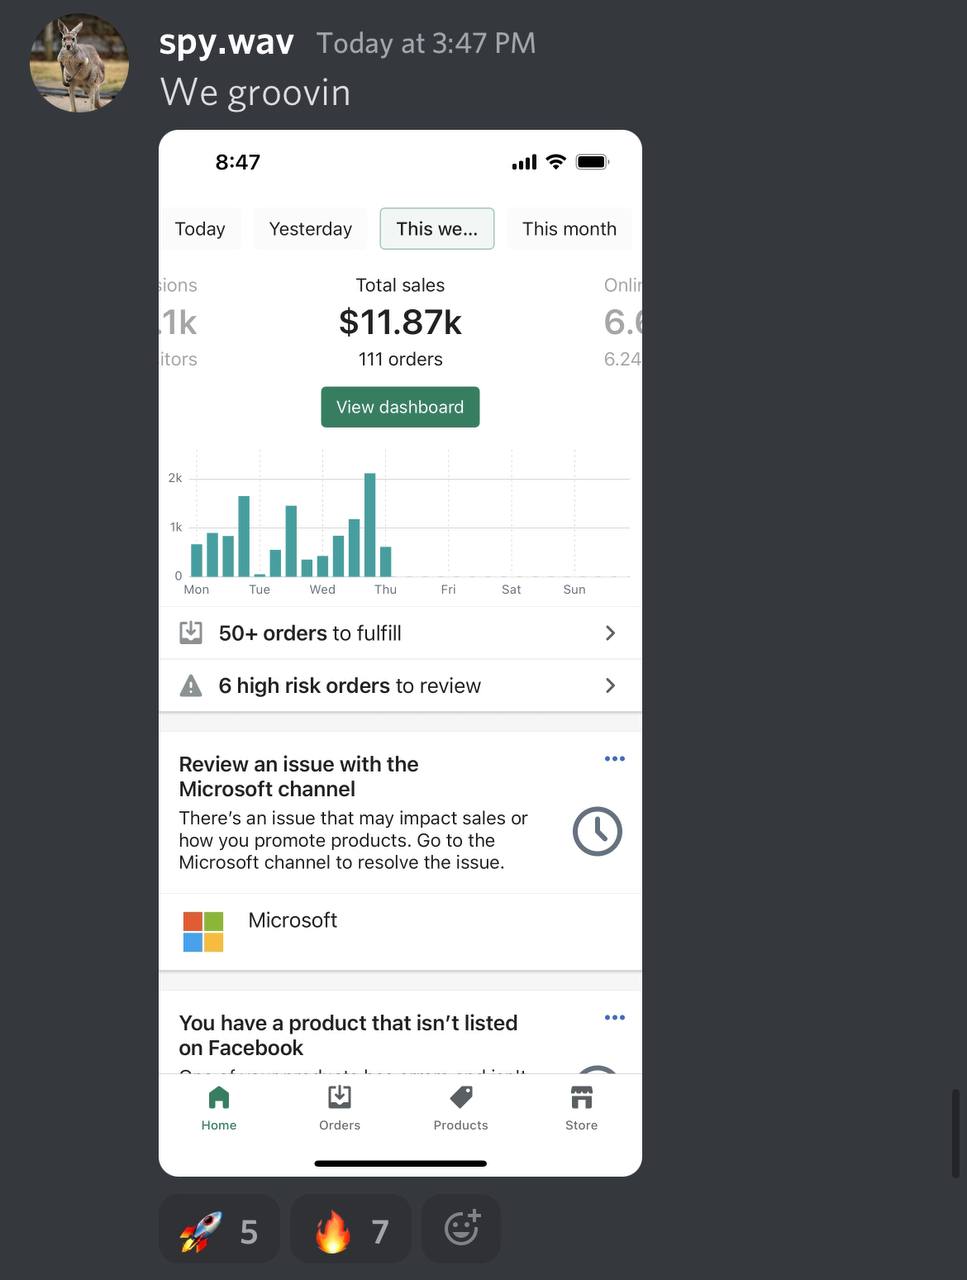 spy.wav Today at 3:47 PM
We groovin
8:47
Today Yesterday This we... This month
sions Total sales Onlin
.1k $11.87k 6.6
itors 111 orders 6.24
View dashboard
2k
1k
0
Mon Tue Wed Thu Fri Sat Sun
50+ orders to fulfill
6 high risk orders to review
Review an issue with the
Microsoft channel
There's an issue that may impact sales or
how you promote products. Go to the
Microsoft channel to resolve the issue.
Microsoft
You have a product that isn't listed
on Facebook
Home Orders Products Store
5 7